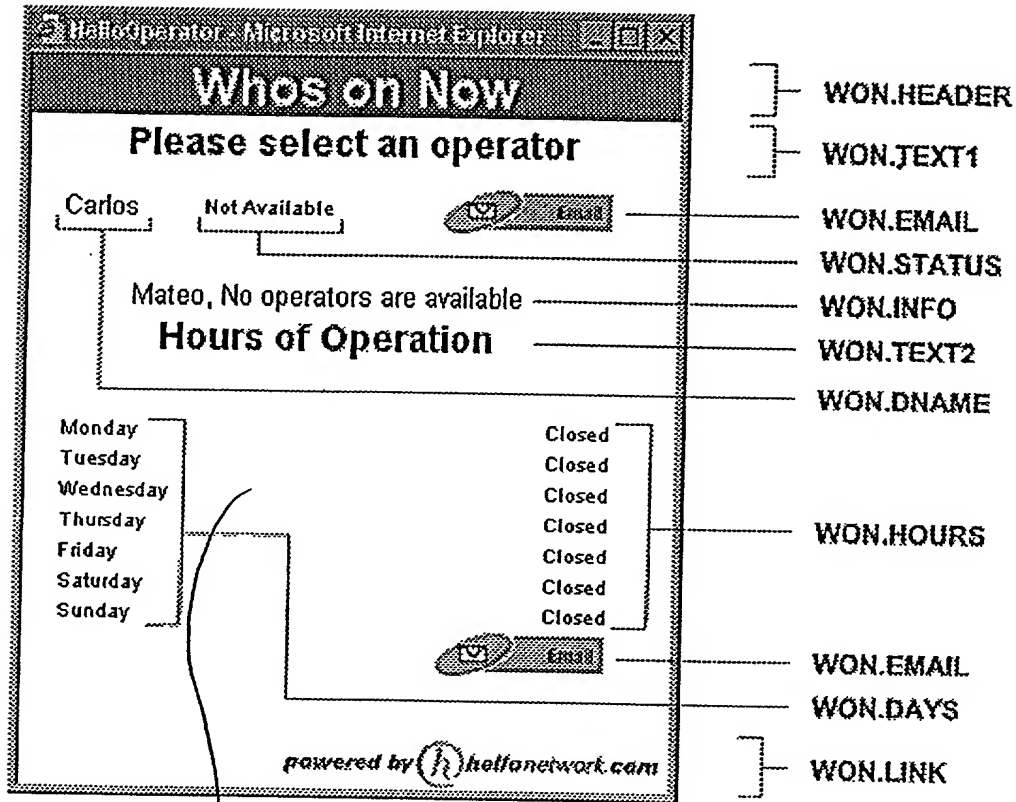 HelloOperator - Microsoft Internet Explorer
Whos on Now
WON.HEADER
Please select an operator
WON.TEXT1
Carlos Not Available Email
WON.EMAIL
WON.STATUS
Mateo, No operators are available
WON.INFO
Hours of Operation
WON.TEXT2
WON.DNAME
Monday Closed
Tuesday Closed
Wednesday Closed
Thursday Closed
WON.HOURS
Friday Closed
Saturday Closed
Sunday Closed
Email
WON.EMAIL
WON.DAYS
powered by h hellonetwork.com
WON.LINK